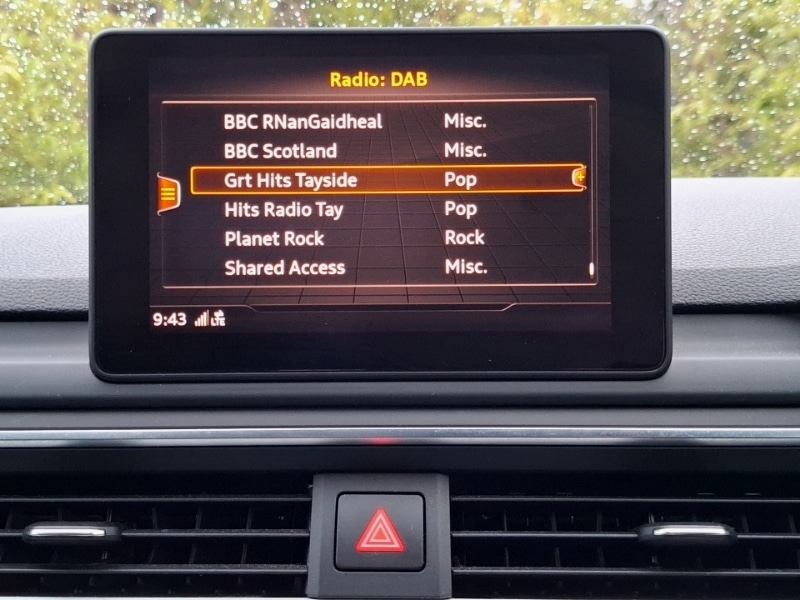 Radio: DAB
BBC RNanGaidheal Misc.
BBC Scotland Misc.
Grt Hits Tayside Pop
Hits Radio Tay Pop
Planet Rock Rock
Shared Access Misc.
9:43 LTE